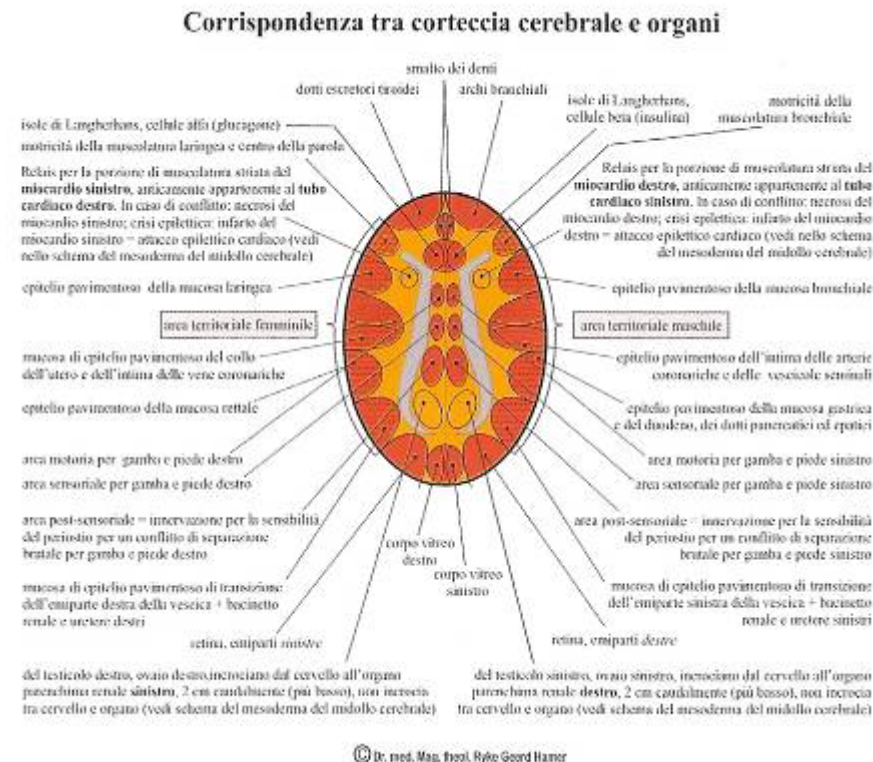 Corrispondenza tra corteccia cerebrale e organi
smalto dei denti
dotti escretori tiroidei
archi branchiali
isole di Langherhans,
cellule beta (insulina)
motricità della
muscolatura bronchiale
isole di Langherhans, cellule alfa (glucagone)
motricità della muscolatura laringea e centro della parola
Relais per la porzione di muscolatura striata del
miocardio sinistro, anticamente appartenente al tubo
cardiaco destro. In caso di conflitto: necrosi del
miocardio sinistro; crisi epilettica: infarto del
miocardio sinistro = attacco epilettico cardiaco (vedi
nello schema del mesoderma del midollo cerebrale)
Relais per la porzione di muscolatura striata del
miocardio destro, anticamente appartenente al tubo
cardiaco sinistro. In caso di conflitto: necrosi del
miocardio destro; crisi epilettica: infarto del miocardio
destro = attacco epilettico cardiaco (vedi nello schema
del mesoderma del midollo cerebrale)
epitelio pavimentoso della mucosa laringea
epitelio pavimentoso della mucosa bronchiale
area territoriale femminile
area territoriale maschile
mucosa di epitelio pavimentoso del collo
dell'utero e dell'intima delle vene coronariche
epitelio pavimentoso dell'intima delle arterie
coronariche e delle vescicole seminali
epitelio pavimentoso della mucosa rettale
epitelio pavimentoso della mucosa gastrica
e del duodeno, dei dotti pancreatici ed epatici
area motoria per gamba e piede destro
area motoria per gamba e piede sinistro
area sensoriale per gamba e piede destro
area sensoriale per gamba e piede sinistro
area post-sensoriale = innervazione per la sensibilità
del periostio per un conflitto di separazione
brutale per gamba e piede destro
area post-sensoriale = innervazione per la sensibilità
del periostio per un conflitto di separazione
brutale per gamba e piede sinistro
corpo vitreo
destro
corpo vitreo
sinistro
mucosa di epitelio pavimentoso di transizione
dell'emiparte destra della vescica + bacinetto
renale e uretere destri
mucosa di epitelio pavimentoso di transizione
dell'emiparte sinistra della vescica + bacinetto
renale e uretere sinistri
retina, emiparti sinistre
retina, emiparti destre
del testicolo destro, ovaio destro,incrociano dal cervello all'organo
parenchima renale sinistro, 2 cm caudalmente (più basso), non incrocia
tra cervello e organo (vedi schema del mesoderma del midollo cerebrale)
del testicolo sinistro, ovaio sinistro, incrociano dal cervello all'organo
parenchima renale destro, 2 cm caudalmente (più basso), non incrocia
tra cervello e organo (vedi schema del mesoderma del midollo cerebrale)
© Dr. med. Mag. theol. Ryke Geerd Hamer